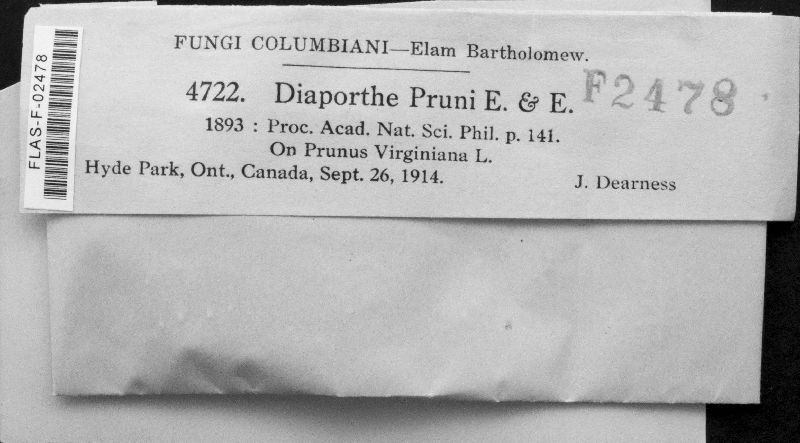 FUNGI COLUMBIANI—Elam Bartholomew.
4722. Diaporthe Pruni E. & E.
F2478
1893 : Proc. Acad. Nat. Sci. Phil. p. 141.
On Prunus Virginiana L.
Hyde Park, Ont., Canada, Sept. 26, 1914.
J. Dearness
FLAS-F-02478